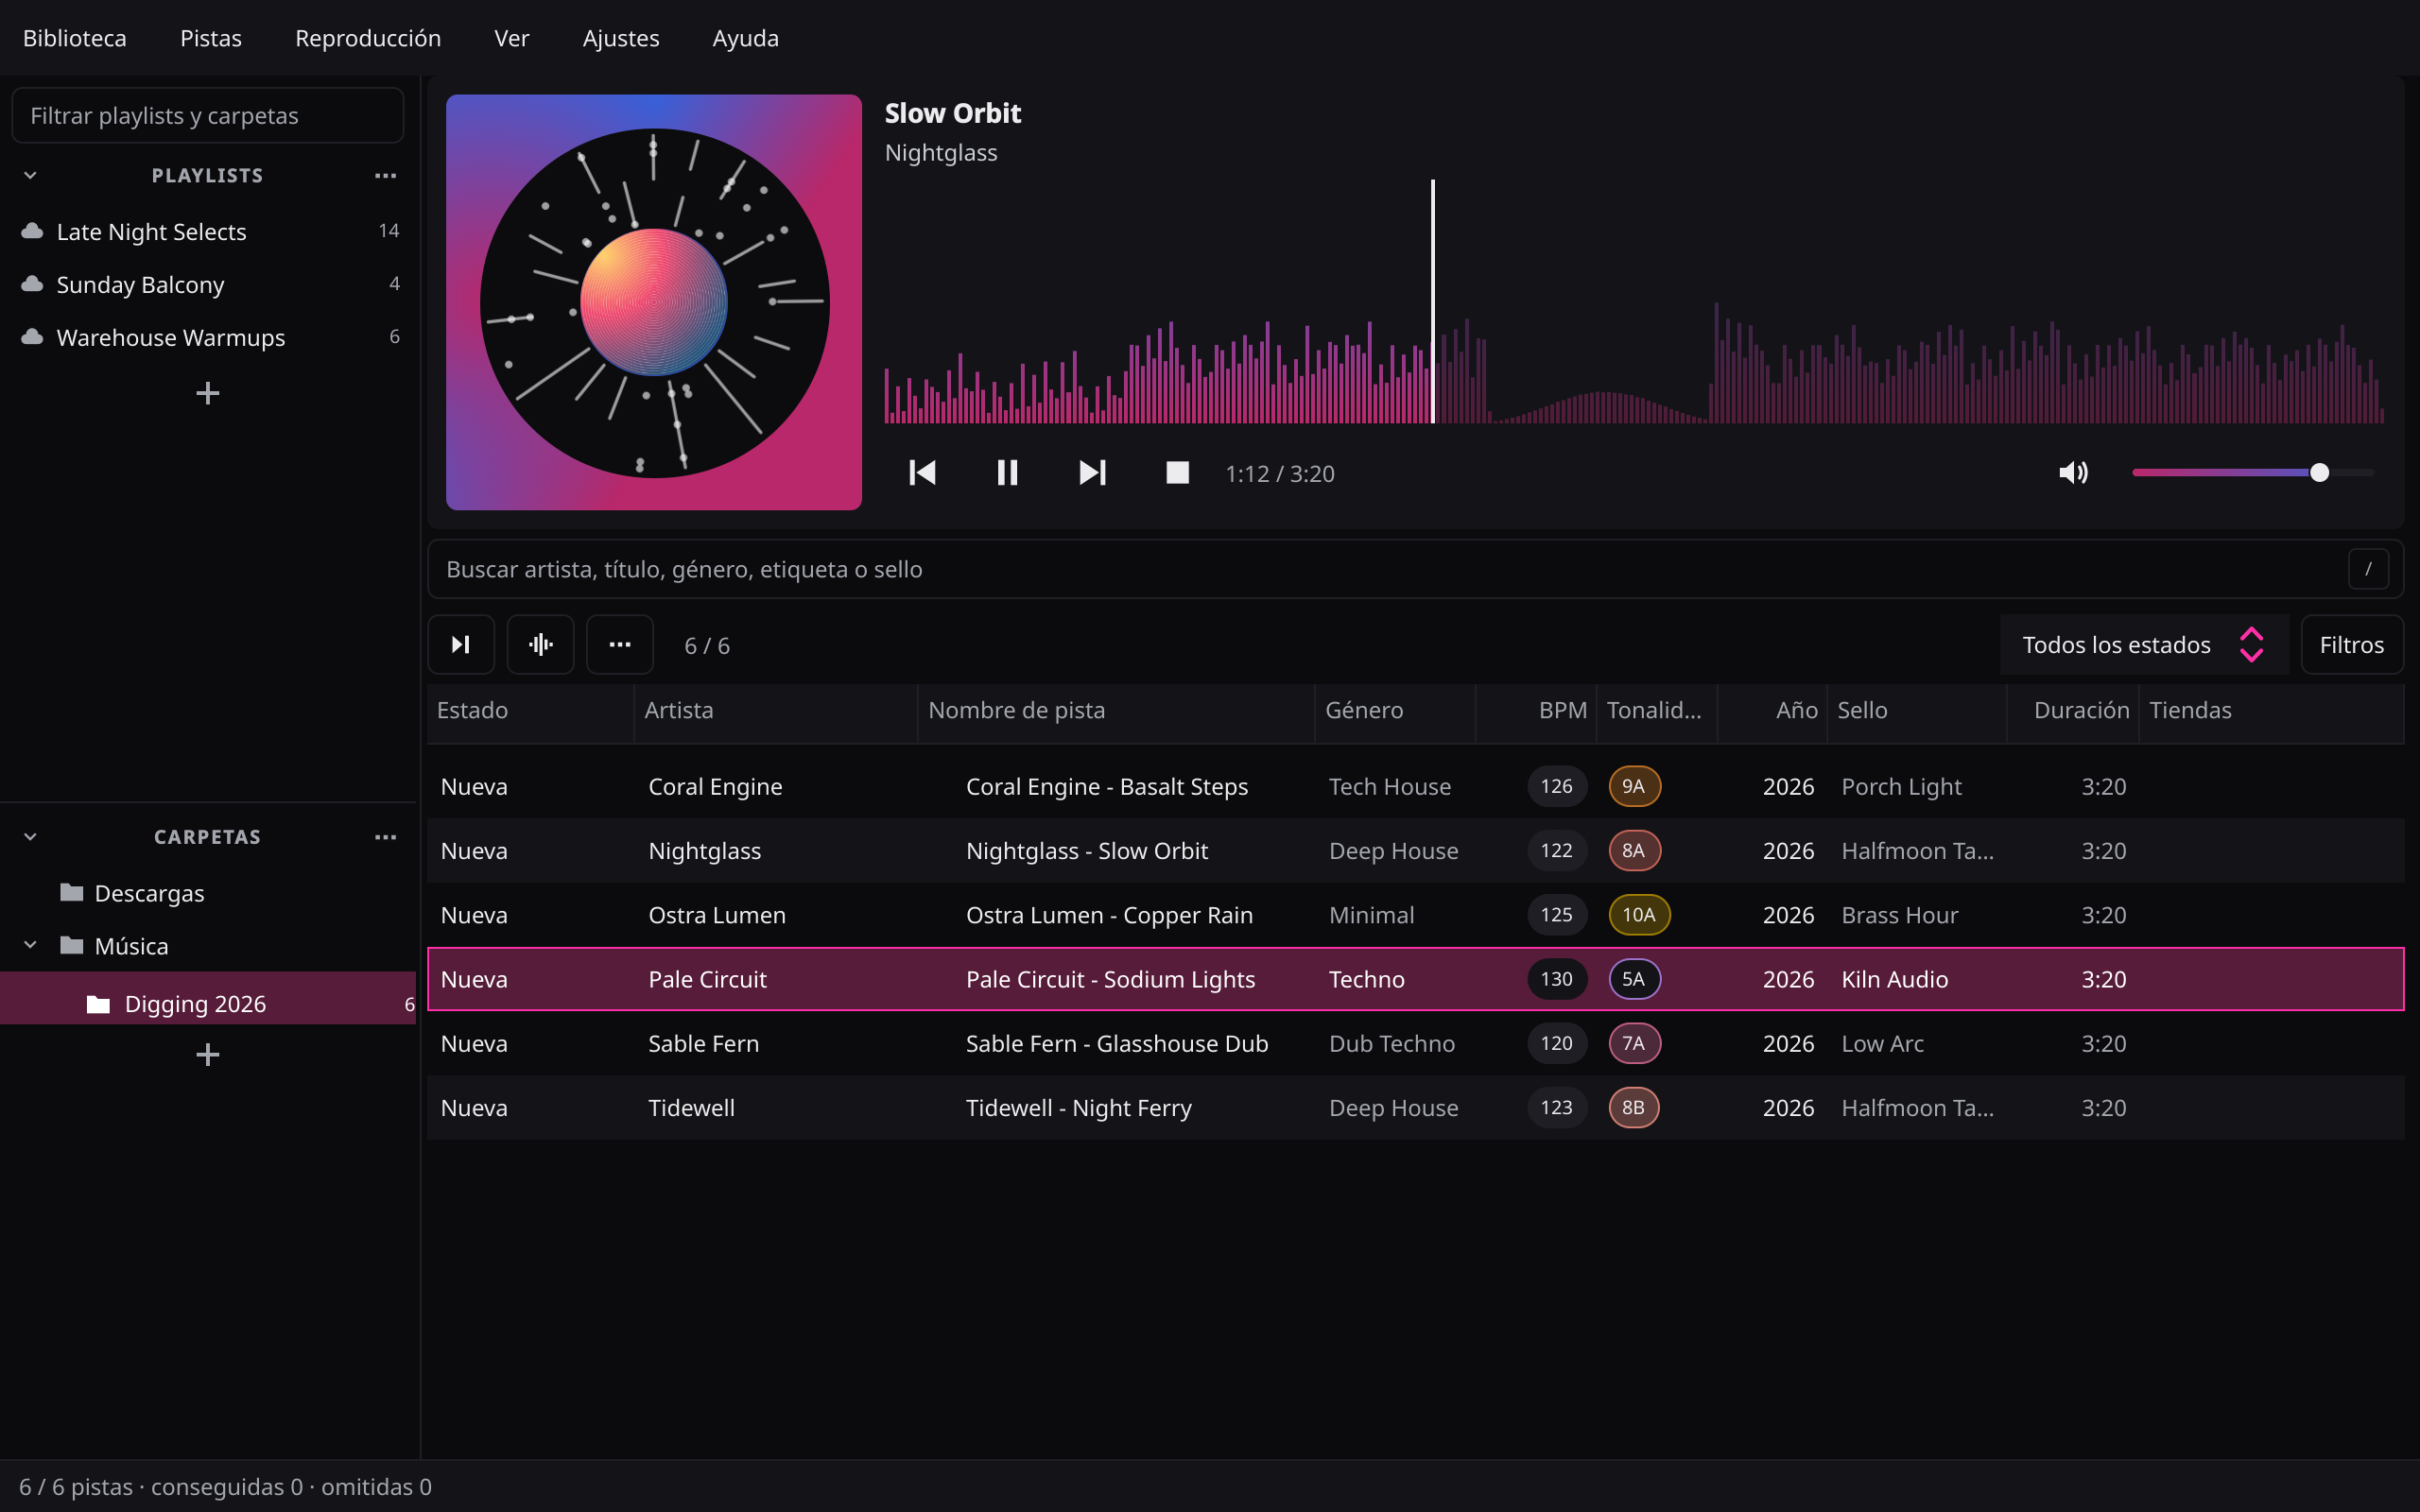 Biblioteca Pistas Reproducción Ver Ajustes Ayuda
Filtrar playlists y carpetas
PLAYLISTS
Late Night Selects 14
Sunday Balcony 4
Warehouse Warmups 6
CARPETAS
Descargas
Música
Digging 2026 6
Slow Orbit
Nightglass
1:12 / 3:20
Buscar artista, título, género, etiqueta o sello /
6 / 6 Todos los estados Filtros
Estado Artista Nombre de pista Género BPM Tonalid... Año Sello Duración Tiendas
Nueva Coral Engine Coral Engine - Basalt Steps Tech House 126 9A 2026 Porch Light 3:20
Nueva Nightglass Nightglass - Slow Orbit Deep House 122 8A 2026 Halfmoon Ta... 3:20
Nueva Ostra Lumen Ostra Lumen - Copper Rain Minimal 125 10A 2026 Brass Hour 3:20
Nueva Pale Circuit Pale Circuit - Sodium Lights Techno 130 5A 2026 Kiln Audio 3:20
Nueva Sable Fern Sable Fern - Glasshouse Dub Dub Techno 120 7A 2026 Low Arc 3:20
Nueva Tidewell Tidewell - Night Ferry Deep House 123 8B 2026 Halfmoon Ta... 3:20
6 / 6 pistas · conseguidas 0 · omitidas 0